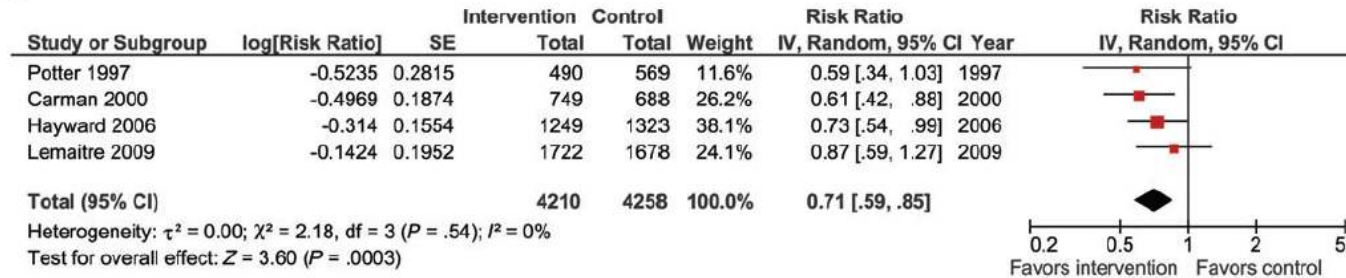 Intervention Control Risk Ratio Risk Ratio
Study or Subgroup log[Risk Ratio] SE Total Total Weight IV, Random, 95% CI Year IV, Random, 95% CI
Potter 1997 -0.5235 0.2815 490 569 11.6% 0.59 [.34, 1.03] 1997
Carman 2000 -0.4969 0.1874 749 688 26.2% 0.61 [.42, .88] 2000
Hayward 2006 -0.314 0.1554 1249 1323 38.1% 0.73 [.54, .99] 2006
Lemaitre 2009 -0.1424 0.1952 1722 1678 24.1% 0.87 [.59, 1.27] 2009
Total (95% CI) 4210 4258 100.0% 0.71 [.59, .85]
Heterogeneity: τ² = 0.00; χ² = 2.18, df = 3 (P = .54); I² = 0%
Test for overall effect: Z = 3.60 (P = .0003)
0.2 0.5 1 2 5
Favors intervention Favors control